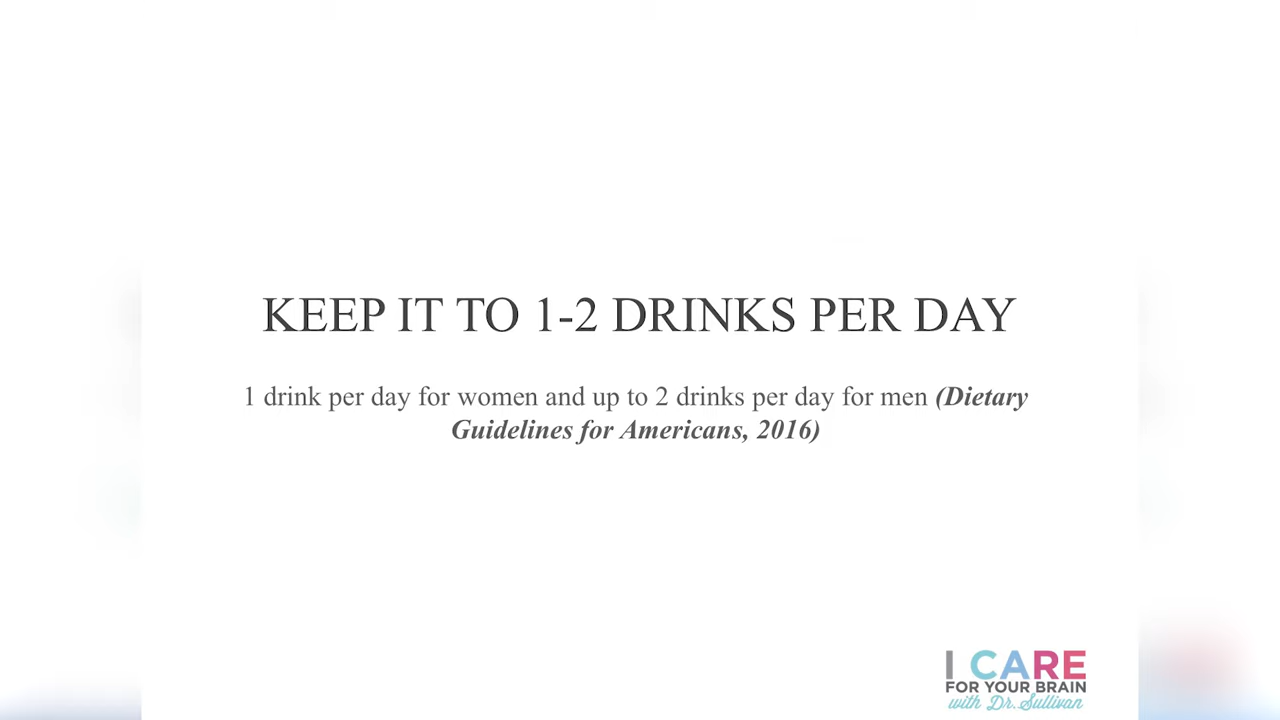 KEEP IT TO 1-2 DRINKS PER DAY
1 drink per day for women and up to 2 drinks per day for men (Dietary
Guidelines for Americans, 2016)
I CARE
FOR YOUR BRAIN
with Dr. Sullivan